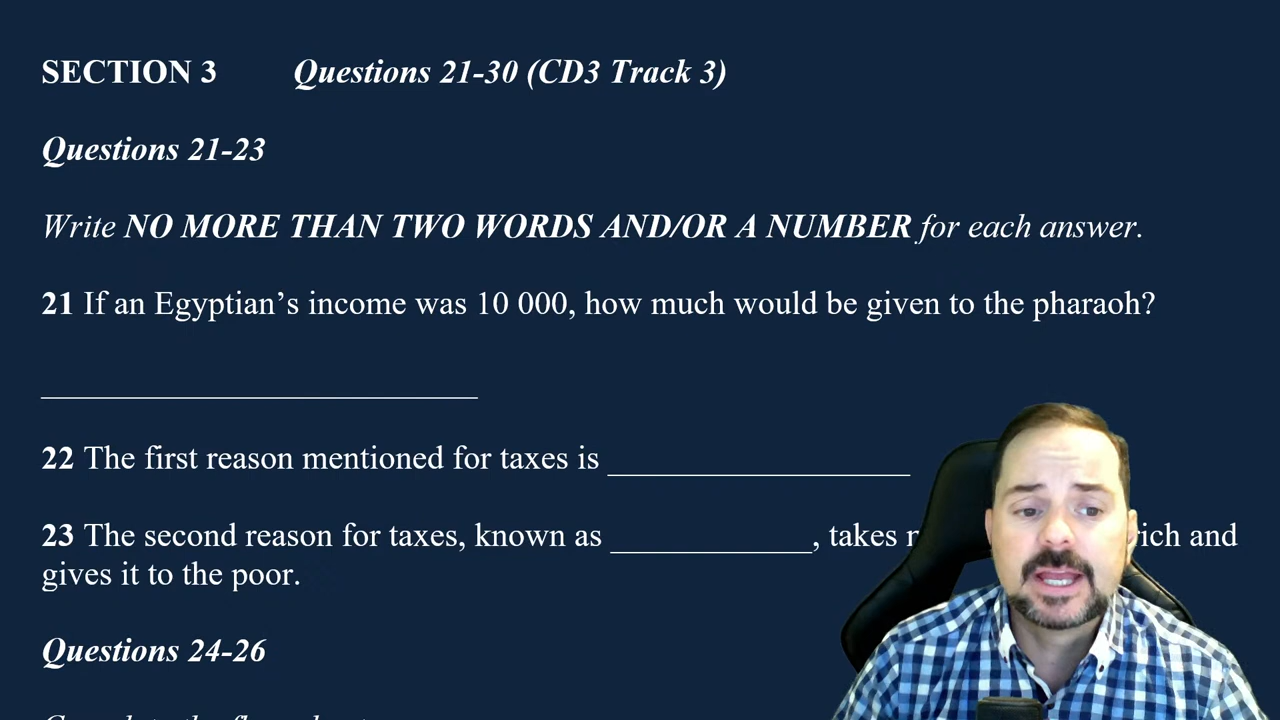 SECTION 3 Questions 21-30 (CD3 Track 3)
Questions 21-23
Write NO MORE THAN TWO WORDS AND/OR A NUMBER for each answer.
21 If an Egyptian’s income was 10 000, how much would be given to the pharaoh?
22 The first reason mentioned for taxes is
23 The second reason for taxes, known as ____________, takes and
gives it to the poor.
Questions 24-26